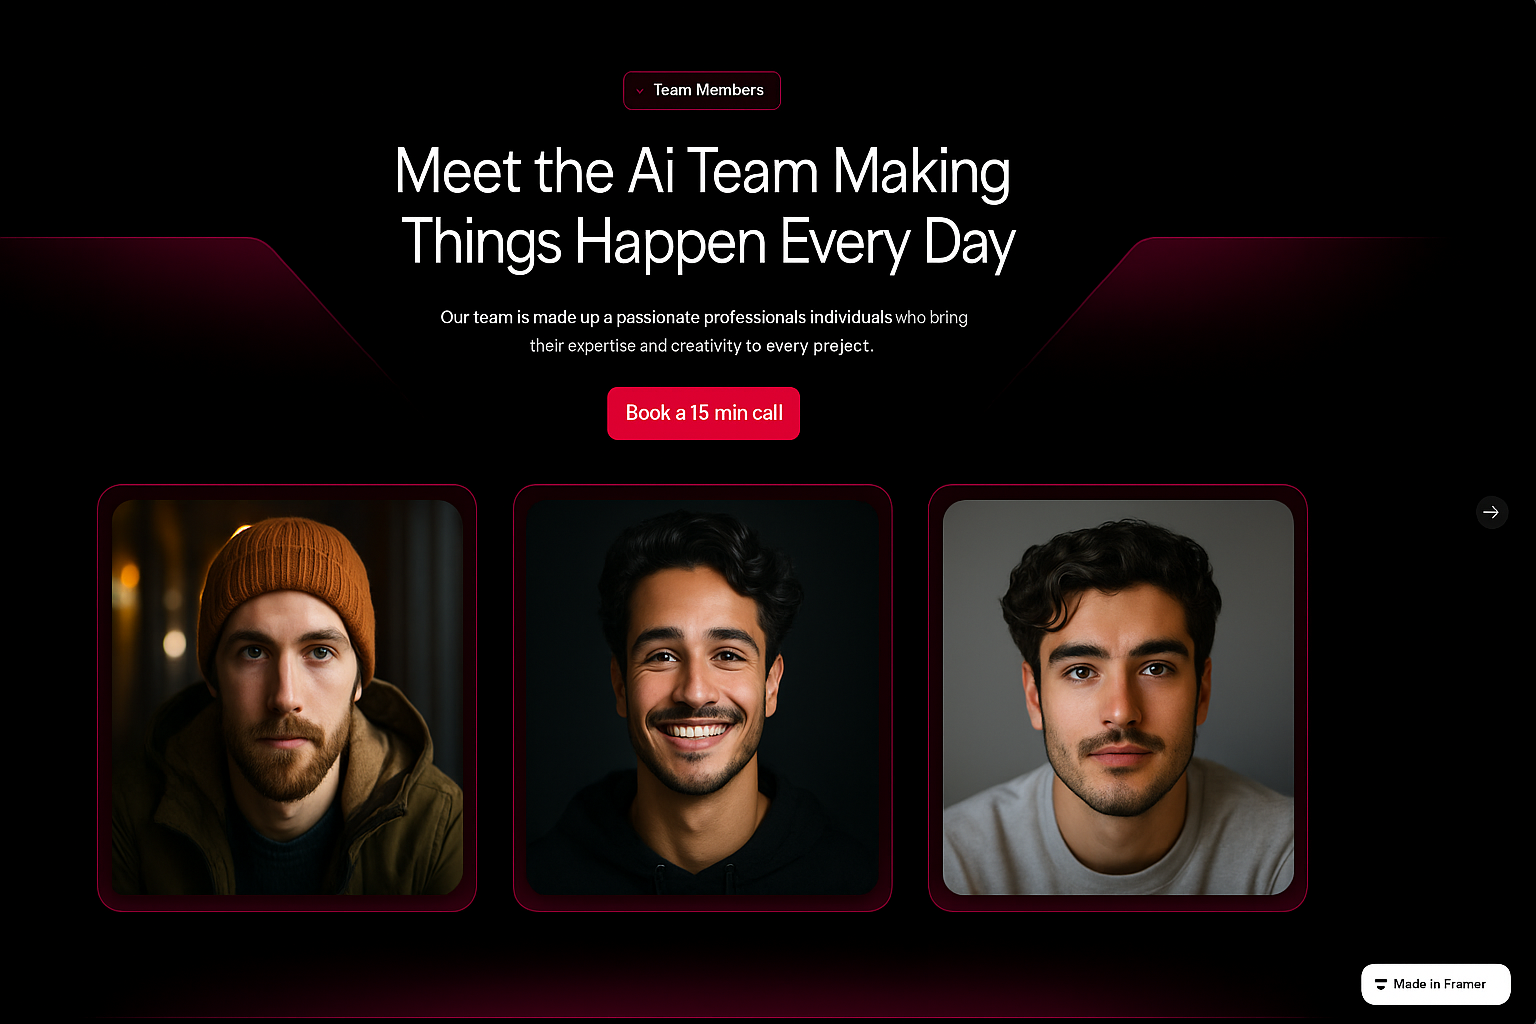 Team Members
Meet the Ai Team Making
Things Happen Every Day
Our team is made up a passionate professionals individuals who bring
their expertise and creativity to every preject.
Book a 15 min call
Made in Framer